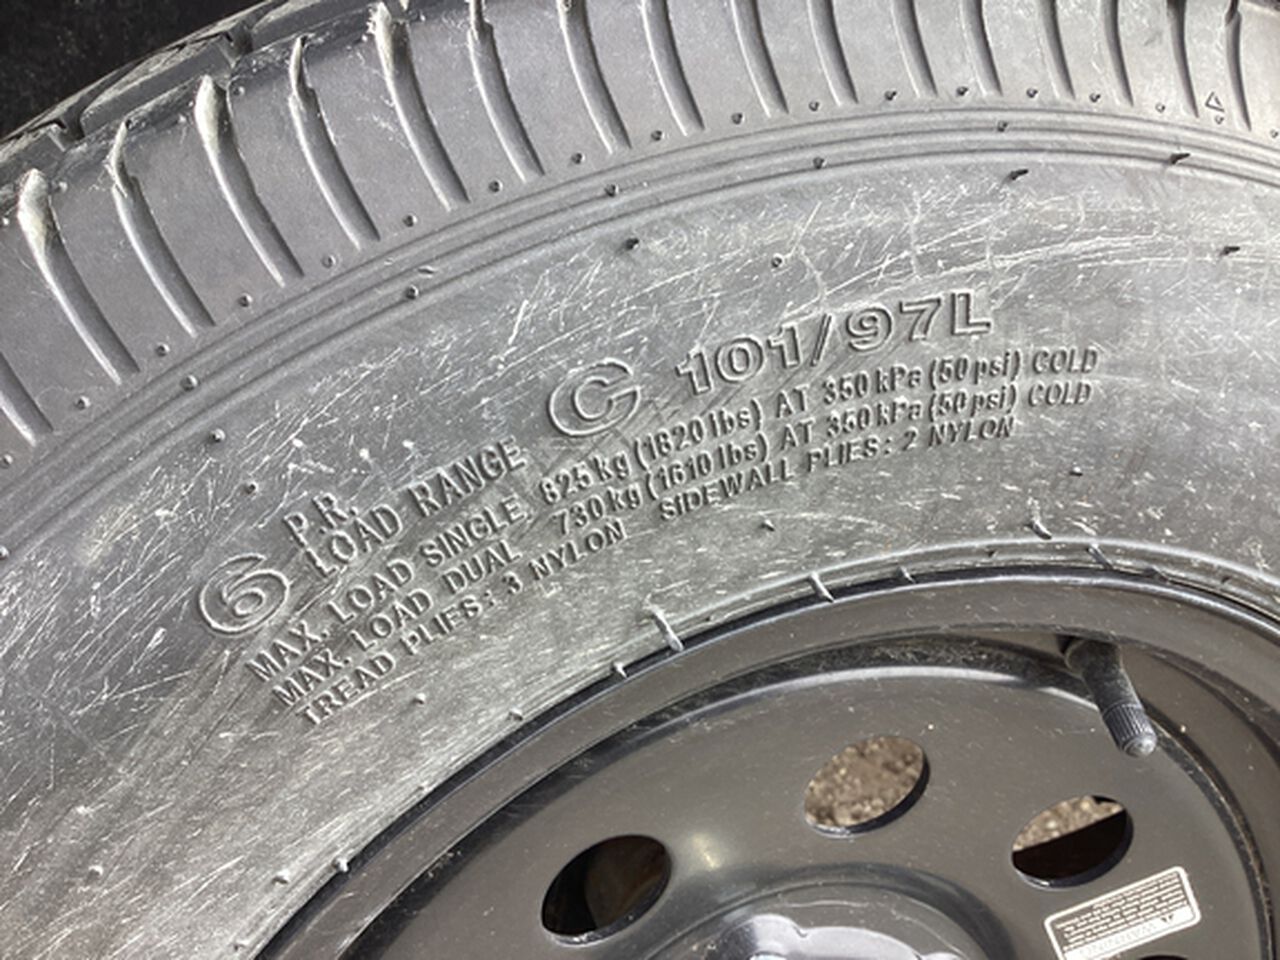 6 P.R.
LOAD RANGE C 101/97L
MAX. LOAD SINGLE 825 kg (1820 lbs) AT 350 kPa (50 psi) COLD
MAX. LOAD DUAL 730 kg (1610 lbs) AT 350 kPa (50 psi) COLD
TREAD PLIES: 3 NYLON SIDEWALL PLIES: 2 NYLON
WARNING